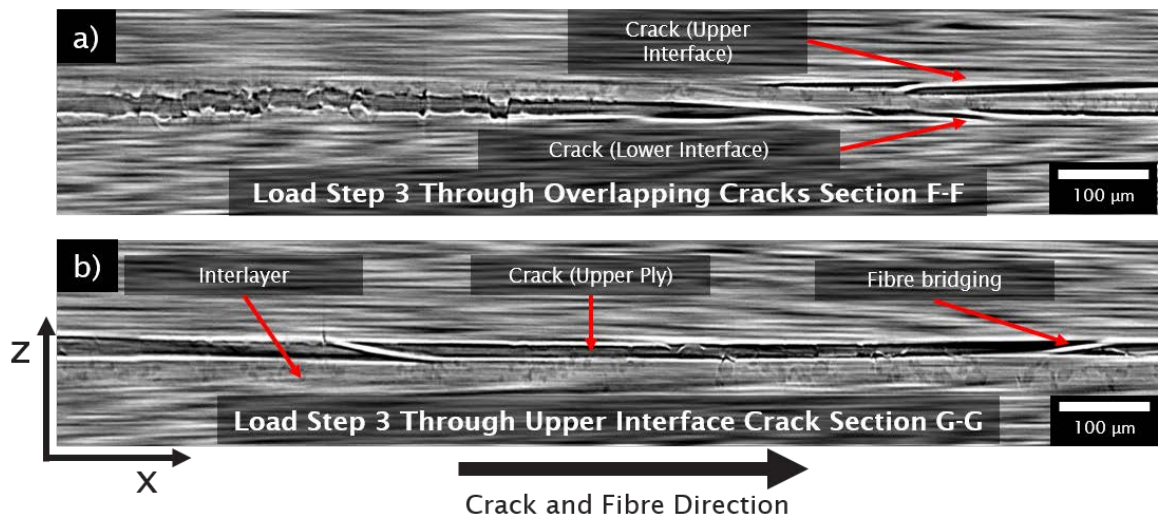 a)
Crack (Upper
Interface)
Crack (Lower Interface)
Load Step 3 Through Overlapping Cracks Section F-F
100 µm
b)
Interlayer
Crack (Upper Ply)
Fibre bridging
Z
Load Step 3 Through Upper Interface Crack Section G-G
100 µm
X
Crack and Fibre Direction